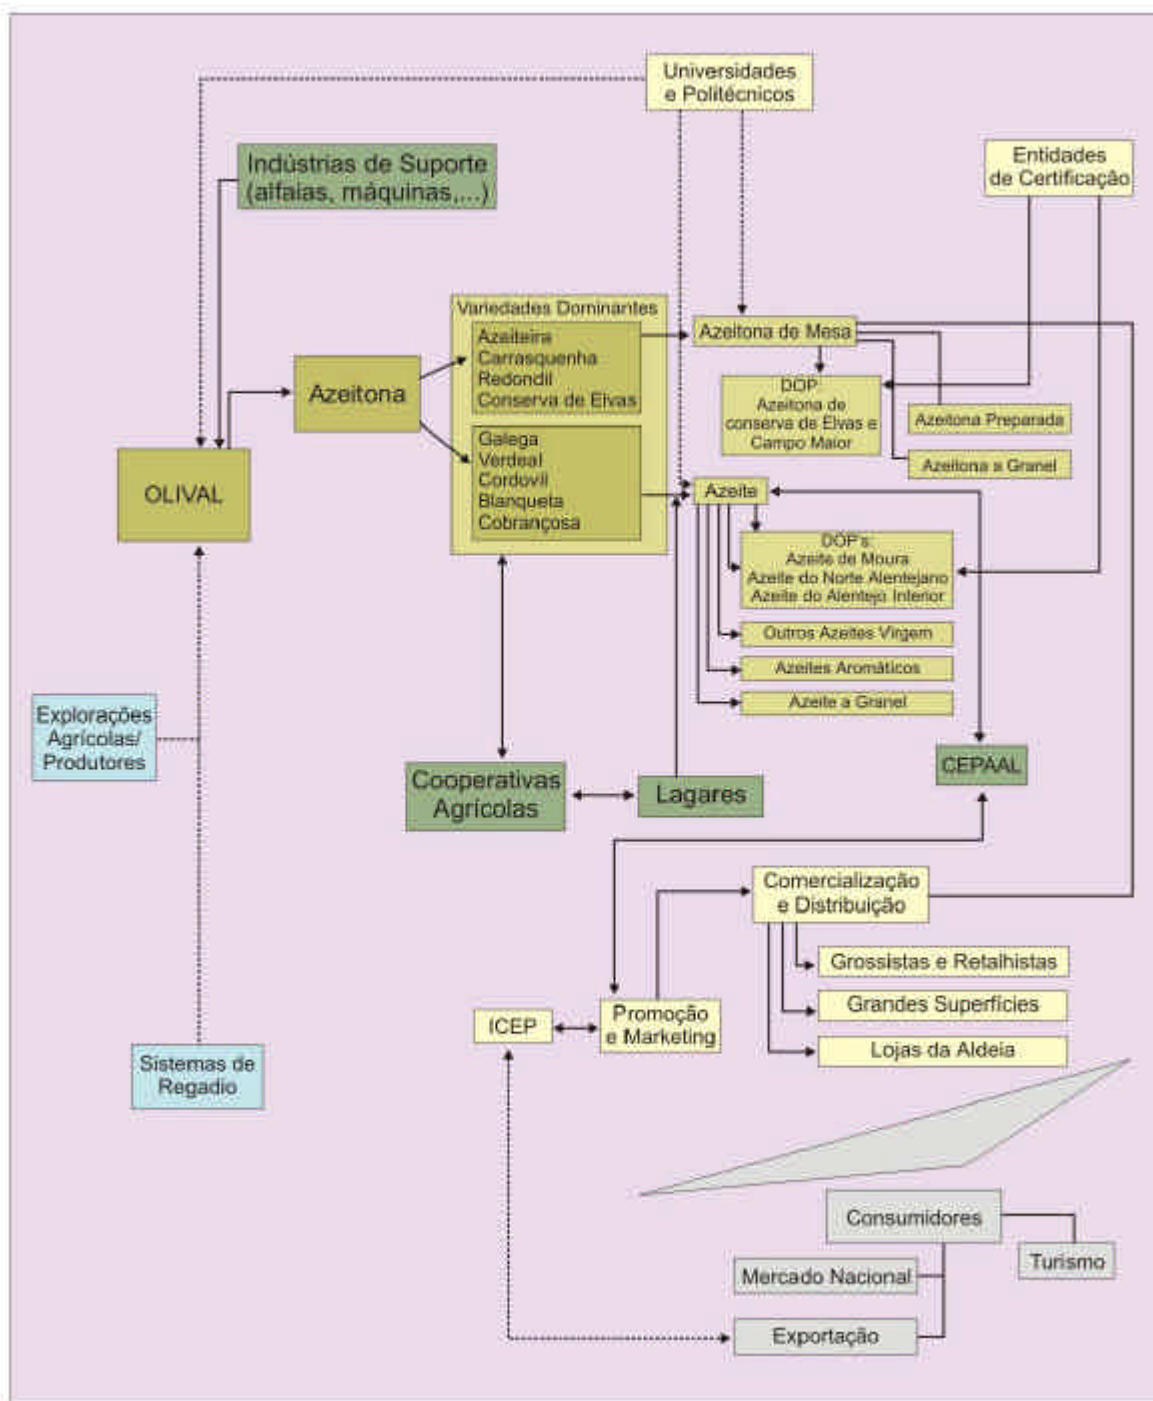 Universidades
e Politécnicos
Indústrias de Suporte
(alfaias, máquinas,...)
Entidades
de Certificação
Variedades Dominantes
Azeiteira
Carrasquenha
Redondil
Conserva de Elvas
Galega
Verdeal
Cordovil
Blanqueta
Cobrançosa
Azeitona
OLIVAL
Azeitona de Mesa
DOP:
Azeitona de
conserva de Elvas e
Campo Maior
Azeitona Preparada
Azeitona a Granel
Azeite
DOP's:
Azeite de Moura
Azeite do Norte Alentejano
Azeite do Alentejo Interior
Outros Azeites Virgem
Azeites Aromáticos
Azeite a Granel
Explorações
Agrícolas/
Produtores
Cooperativas
Agrícolas
Lagares
CEPAAL
Comercialização
e Distribuição
Grossistas e Retalhistas
Grandes Superfícies
Lojas da Aldeia
ICEP
Promoção
e Marketing
Sistemas de
Regadio
Consumidores
Turismo
Mercado Nacional
Exportação